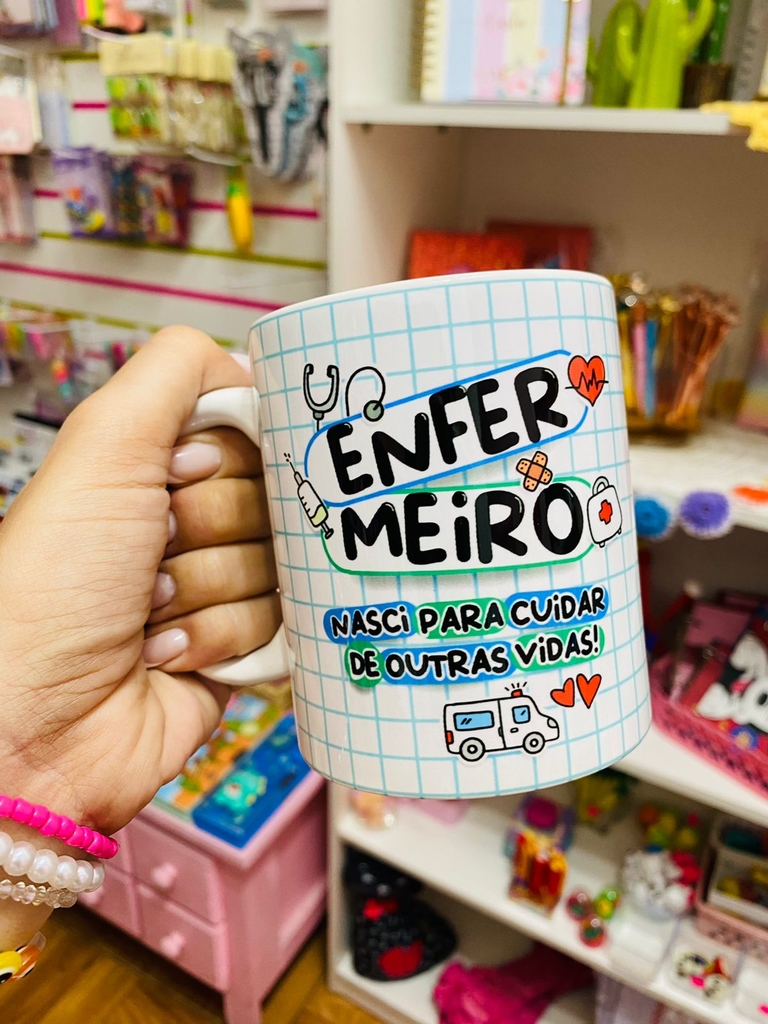 ENFER
MEiRO
NASCi PARA CUiDAR
DE OUTRAS ViDAS!